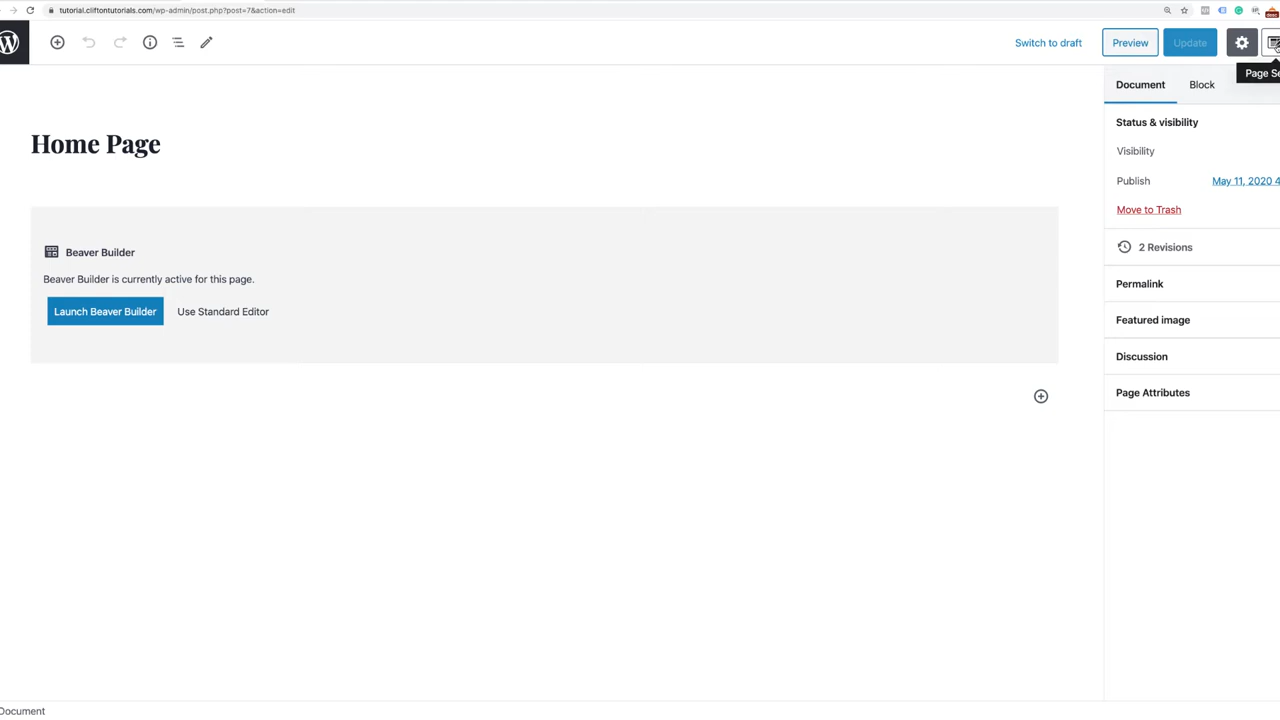 tutorial.cliftontutorials.com/wp-admin/post.php?post=7&action=edit
Switch to draft
Preview
Update
Page Se
Document
Block
Home Page
Status & visibility
Visibility
Publish
May 11, 2020 4
Move to Trash
Beaver Builder
2 Revisions
Beaver Builder is currently active for this page.
Permalink
Launch Beaver Builder
Use Standard Editor
Featured image
Discussion
Page Attributes
Document